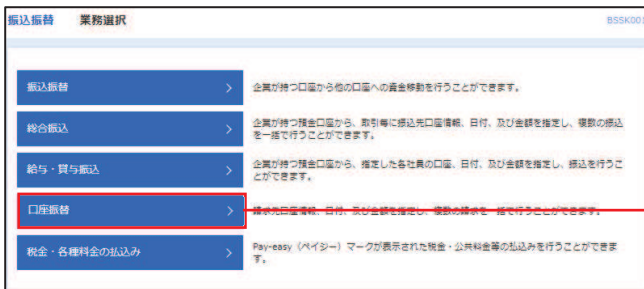 振込振替 業務選択 BSSK001
振込振替 企業が持つ口座から他の口座への資金移動を行うことができます。
総合振込 企業が持つ預金口座から、取引毎に振込先口座情報、日付、及び金額を指定し、複数の振込
を一括で行うことができます。
給与・賞与振込 企業が持つ預金口座から、指定した各社員の口座、日付、及び金額を指定し、振込を行うこ
とができます。
口座振替 請求先口座情報、日付、及び金額を指定し、複数の請求を一括で行うことができます。
税金・各種料金の払込み Pay-easy（ペイジー）マークが表示された税金・公共料金等の払込みを行うことができま
す。